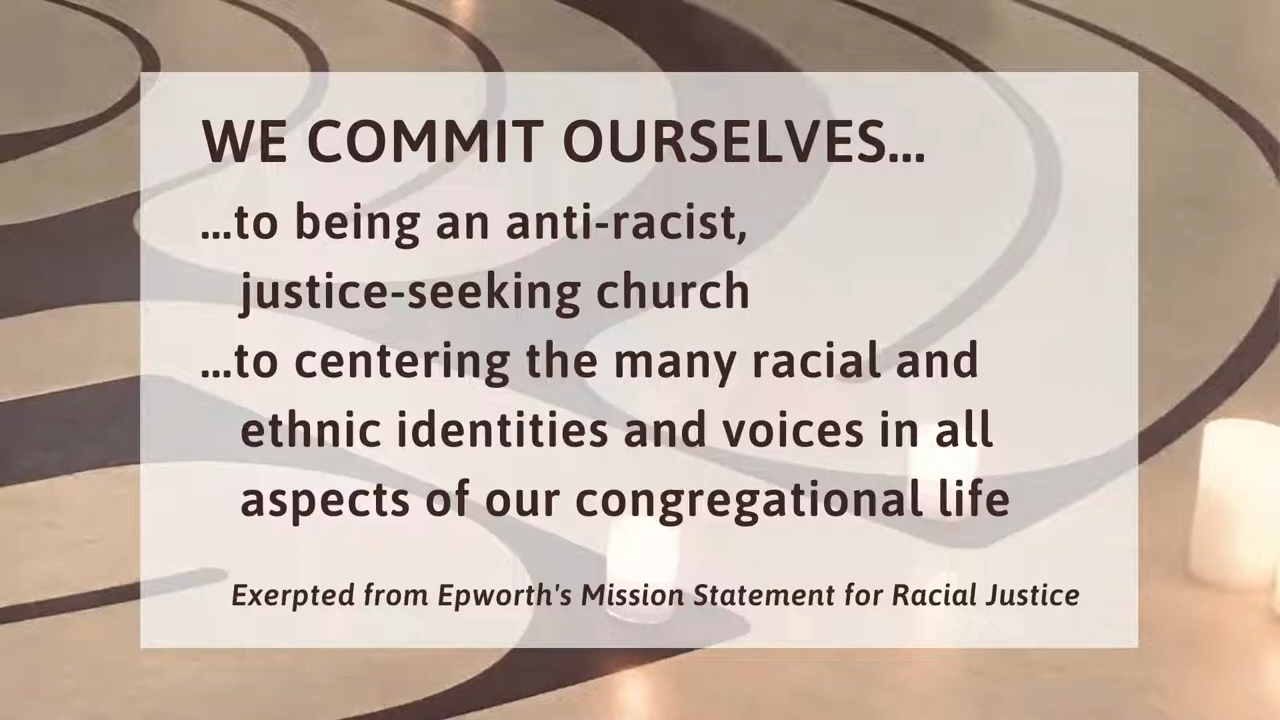 WE COMMIT OURSELVES...
...to being an anti-racist,
justice-seeking church
...to centering the many racial and
ethnic identities and voices in all
aspects of our congregational life
Exerpted from Epworth's Mission Statement for Racial Justice